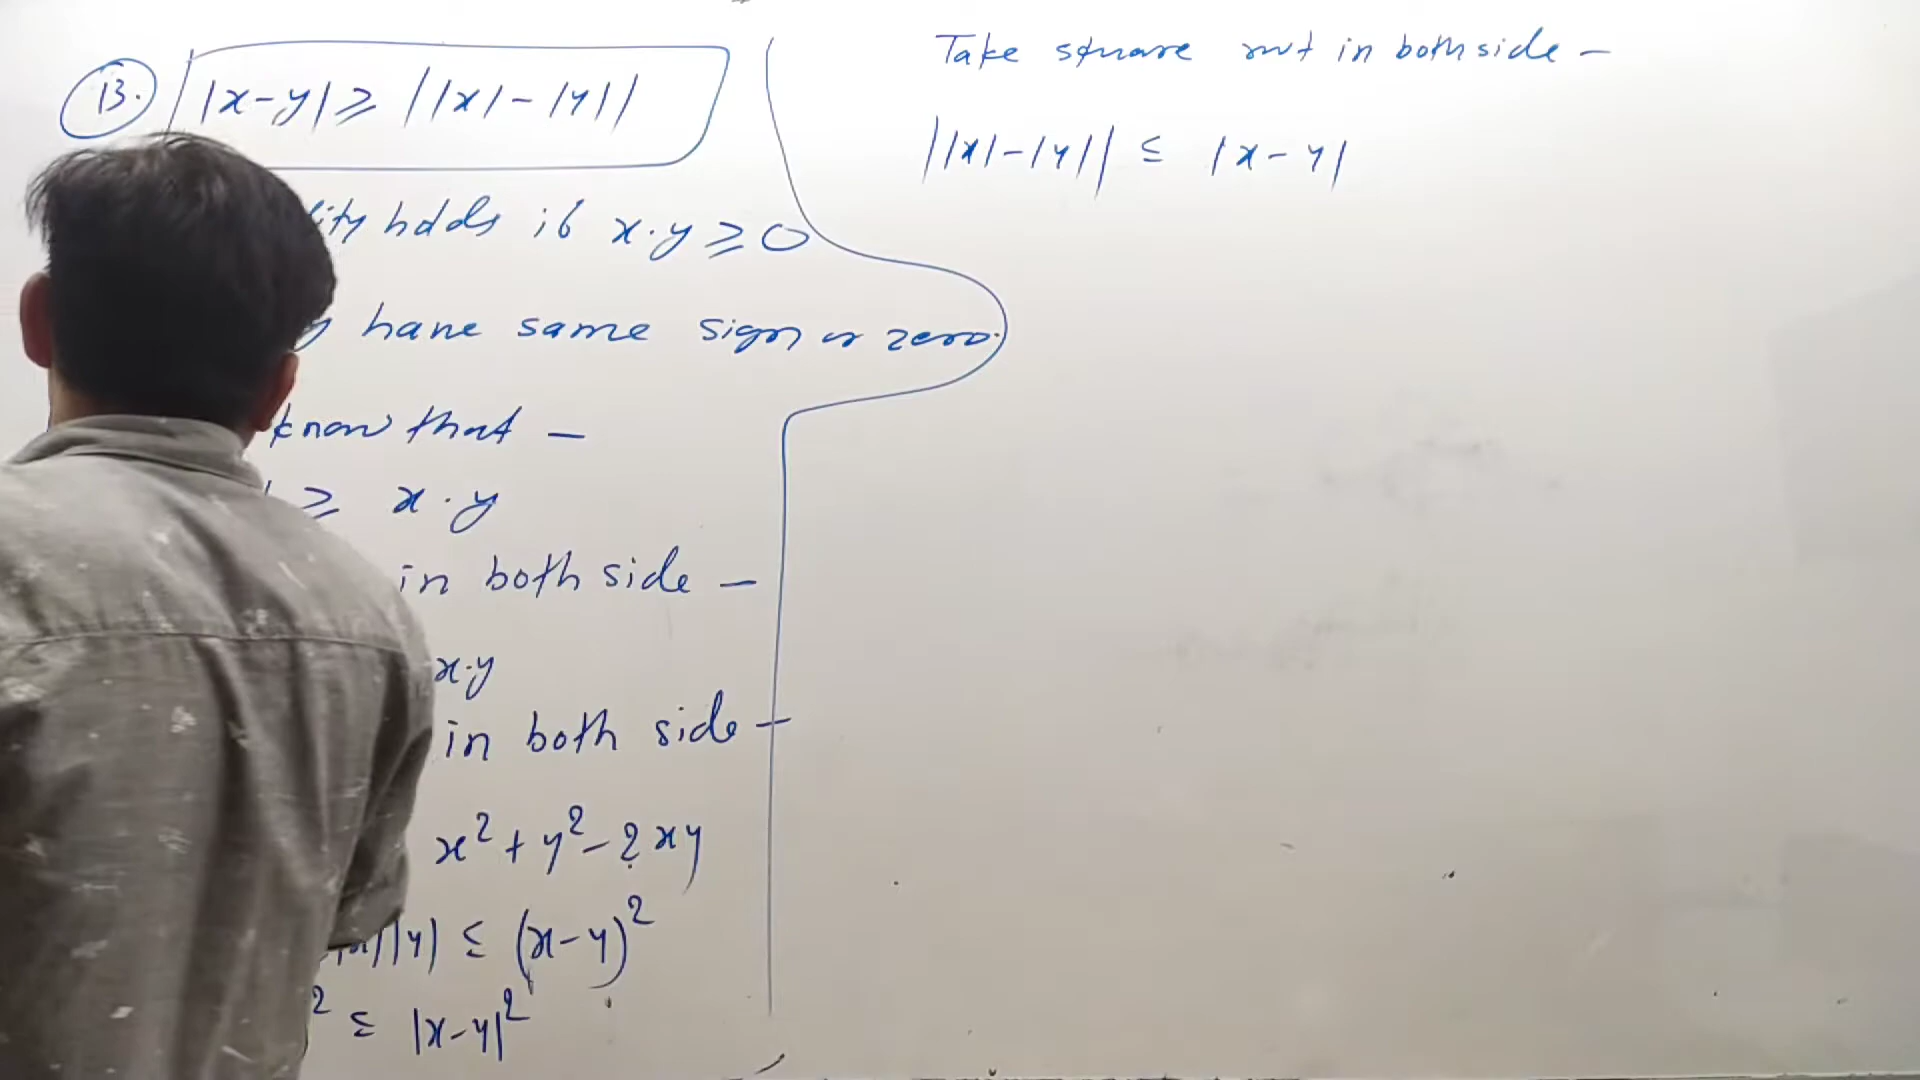 13. |x-y| ≥ ||x|-|y||
holds if x.y ≥ 0
y have same sign or zero.
know that –
≥ x.y
in both side –
x.y
in both side –
x² + y² - 2xy
|x||y| ≤ (x-y)²
² ≤ |x-y|²
Take square root in both side –
||x|-|y|| ≤ |x-y|